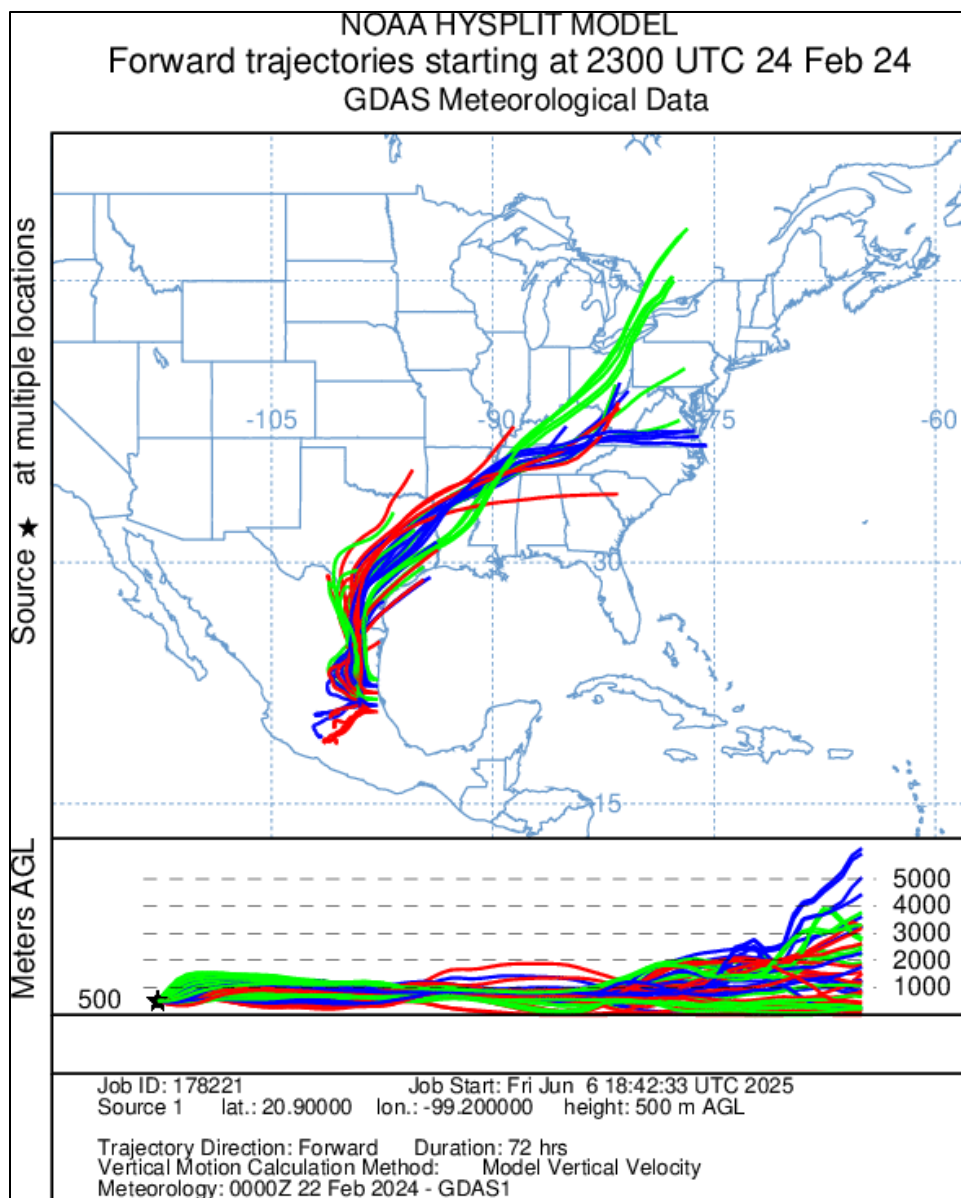 NOAA HYSPLIT MODEL
Forward trajectories starting at 2300 UTC 24 Feb 24
GDAS Meteorological Data
Source ★ at multiple locations
45
-105
-90
-75
-60
30
15
Meters AGL
5000
4000
3000
2000
1000
500
Job ID: 178221 Job Start: Fri Jun 6 18:42:33 UTC 2025
Source 1 lat.: 20.90000 lon.: -99.200000 height: 500 m AGL
Trajectory Direction: Forward Duration: 72 hrs
Vertical Motion Calculation Method: Model Vertical Velocity
Meteorology: 0000Z 22 Feb 2024 - GDAS1